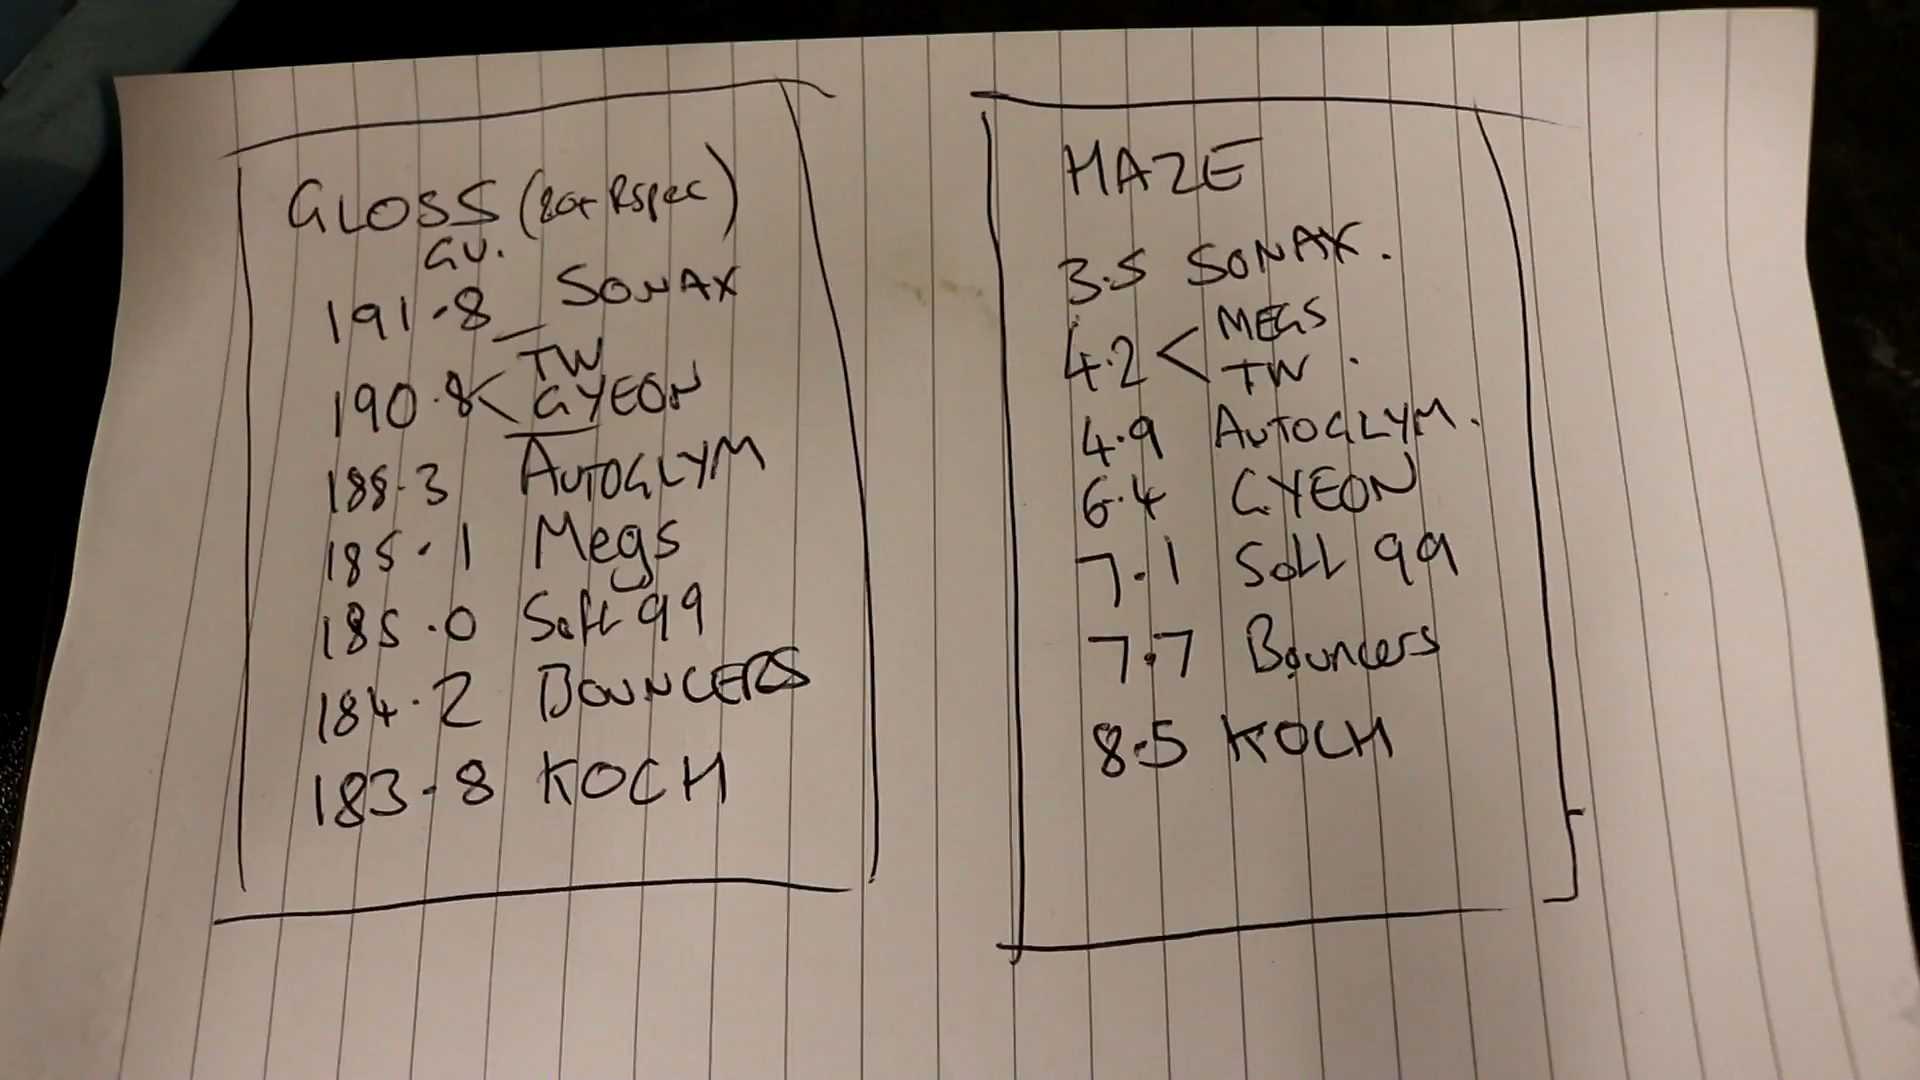 GLOSS (20+ Rspec)
GU.
191.8 SONAX
190.8 < TW
GYEON
188.3 AUTOGLYM
185.1 Megs
185.0 Soft 99
184.2 BOUNCERS
183.8 KOCH
HAZE
3.5 SONAX.
4.2 < MEGS
TW.
4.9 AUTOGLYM.
6.4 GYEON
7.1 Soft 99
7.7 Bouncers
8.5 KOCH